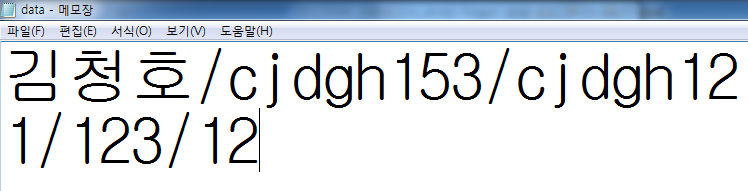 data - 메모장
파일(F) 편집(E) 서식(O) 보기(V) 도움말(H)
김청호/cjdgh153/cjdgh12
1/123/12